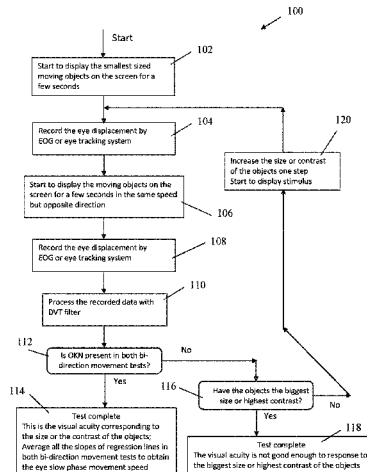 100
Start
102
Start to display the smallest sized
moving objects on the screen for a
few seconds
104
Record the eye displacement by
EOG or eye tracking system
120
Increase the size or contrast
of the objects one step
Start to display stimulus
Start to display the moving objects on the
screen for a few seconds in the same speed
but opposite direction
106
108
Record the eye displacement by
EOG or eye tracking system
110
Process the recorded data with
DVT filter
112
Is OKN present in both bi-
direction movement tests?
No
Yes
114
116
Have the objects the biggest
size or highest contrast?
No
Yes
Test complete
This is the visual acuity corresponding
to the size or the contrast of the objects;
Average all the slopes of regression lines in
both bi-direction movement tests to obtain
the eye slow phase movement speed
118
Test complete
The visual acuity is not good enough to response to
the biggest size or highest contrast of the objects